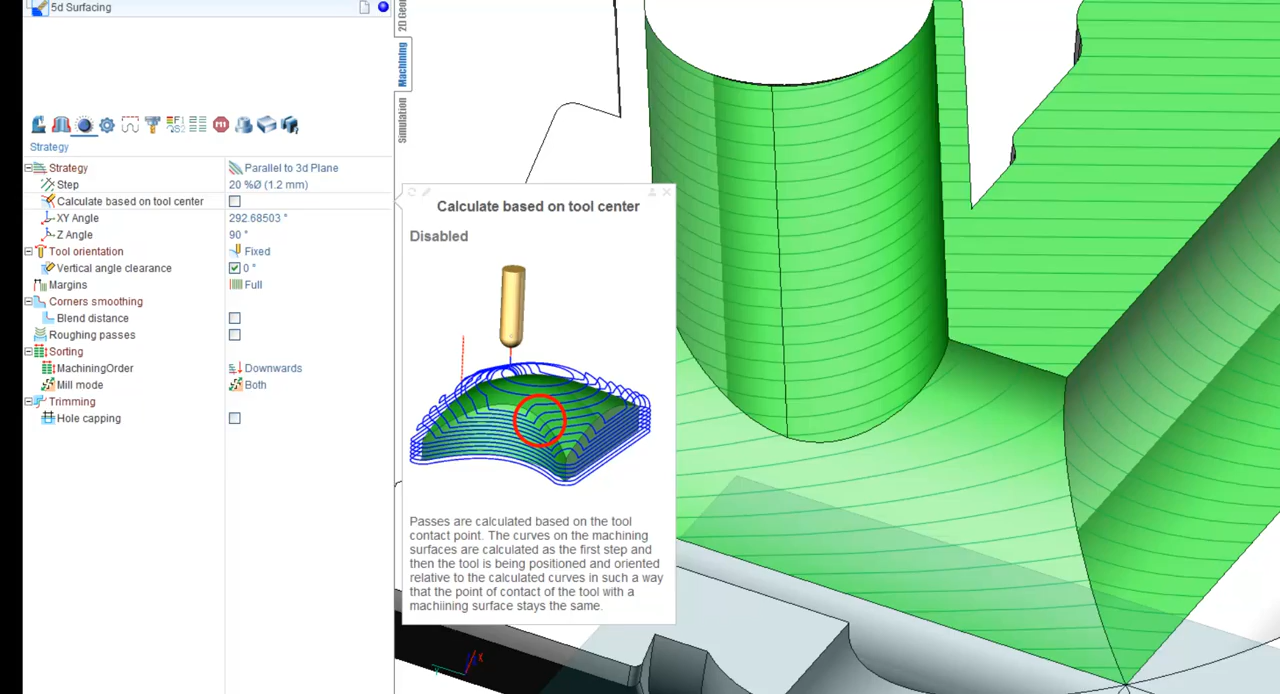 5d Surfacing
2D Geo
Machining
Simulation
Strategy
Strategy Parallel to 3d Plane
Step 20 %Ø (1.2 mm)
Calculate based on tool center
XY Angle 292.68503 °
Z Angle 90 °
Tool orientation Fixed
Vertical angle clearance 0 °
Margins Full
Corners smoothing
Blend distance
Roughing passes
Sorting
MachiningOrder Downwards
Mill mode Both
Trimming
Hole capping
Calculate based on tool center
Disabled
Passes are calculated based on the tool
contact point. The curves on the machining
surfaces are calculated as the first step and
then the tool is being positioned and oriented
relative to the calculated curves in such a way
that the point of contact of the tool with a
machiining surface stays the same.
X
Y